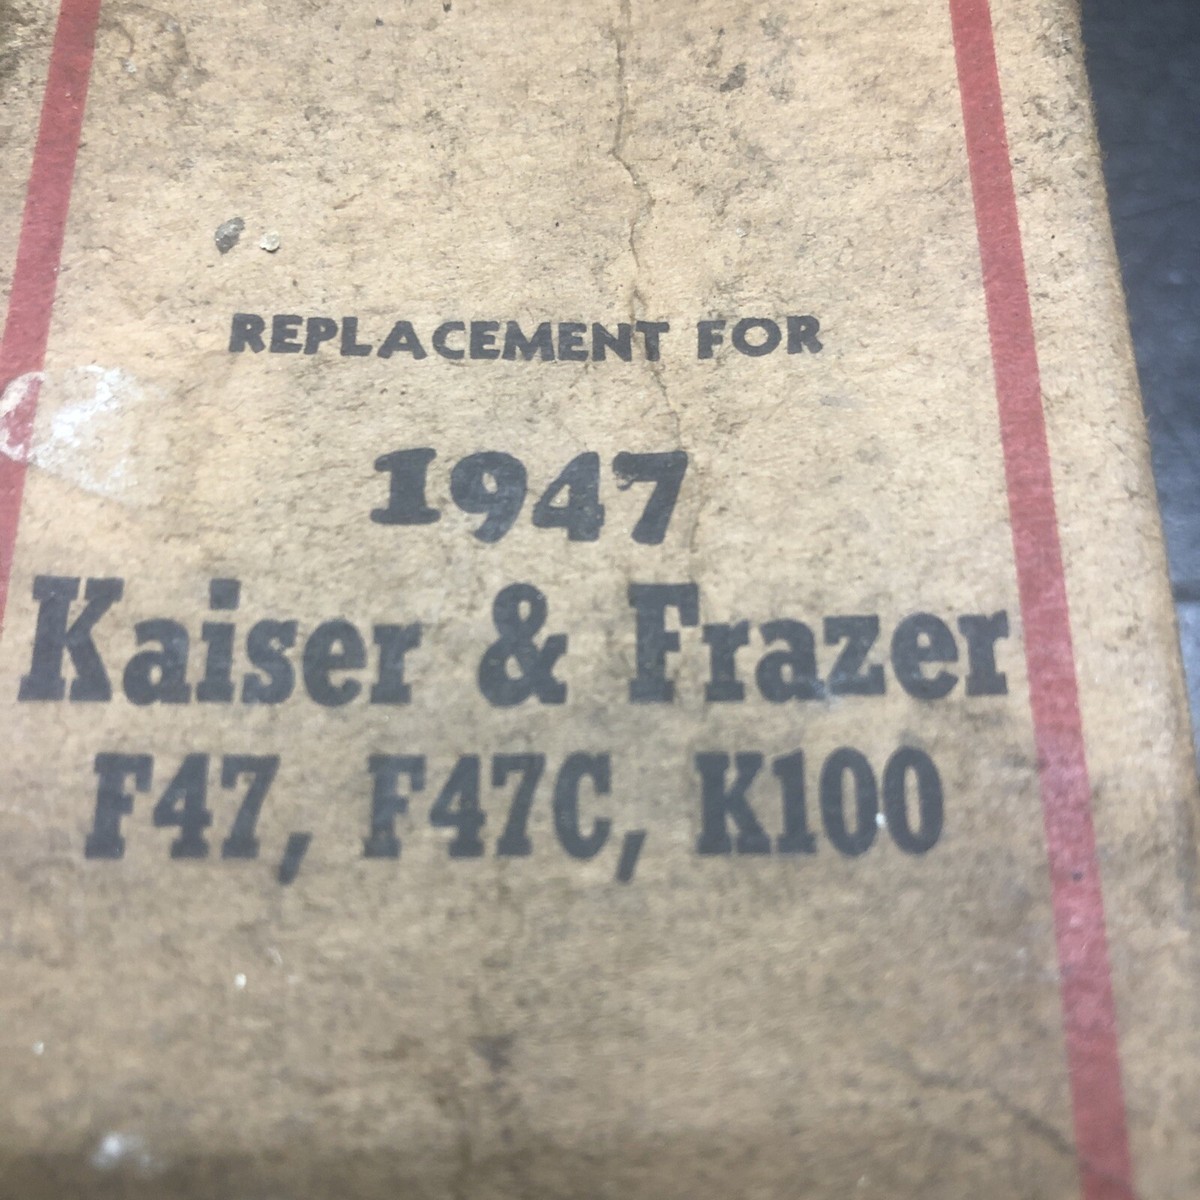 REPLACEMENT FOR
1947
Kaiser & Frazer
F47, F47C, K100